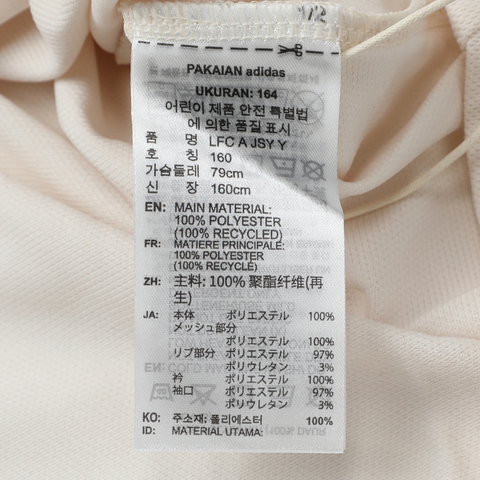 PAKAIAN adidas
UKURAN: 164
어린이 제품 안전 특별법
에 의한 품질 표시
품 명 LFC A JSY Y
호 칭 160
가슴둘레 79cm
신 장 160cm
EN: MAIN MATERIAL:
100% POLYESTER
(100% RECYCLED)
FR: MATIERE PRINCIPALE:
100% POLYESTER
(100% RECYCLÉ)
ZH: 主料: 100% 聚酯纤维(再
生)
JA: 本体 ポリエステル 100%
メッシュ部分
ポリエステル 100%
リブ部分 ポリエステル 97%
ポリウレタン 3%
衿 ポリエステル 100%
袖口 ポリエステル 97%
ポリウレタン 3%
KO: 주소재: 폴리에스터 100%
ID: MATERIAL UTAMA: